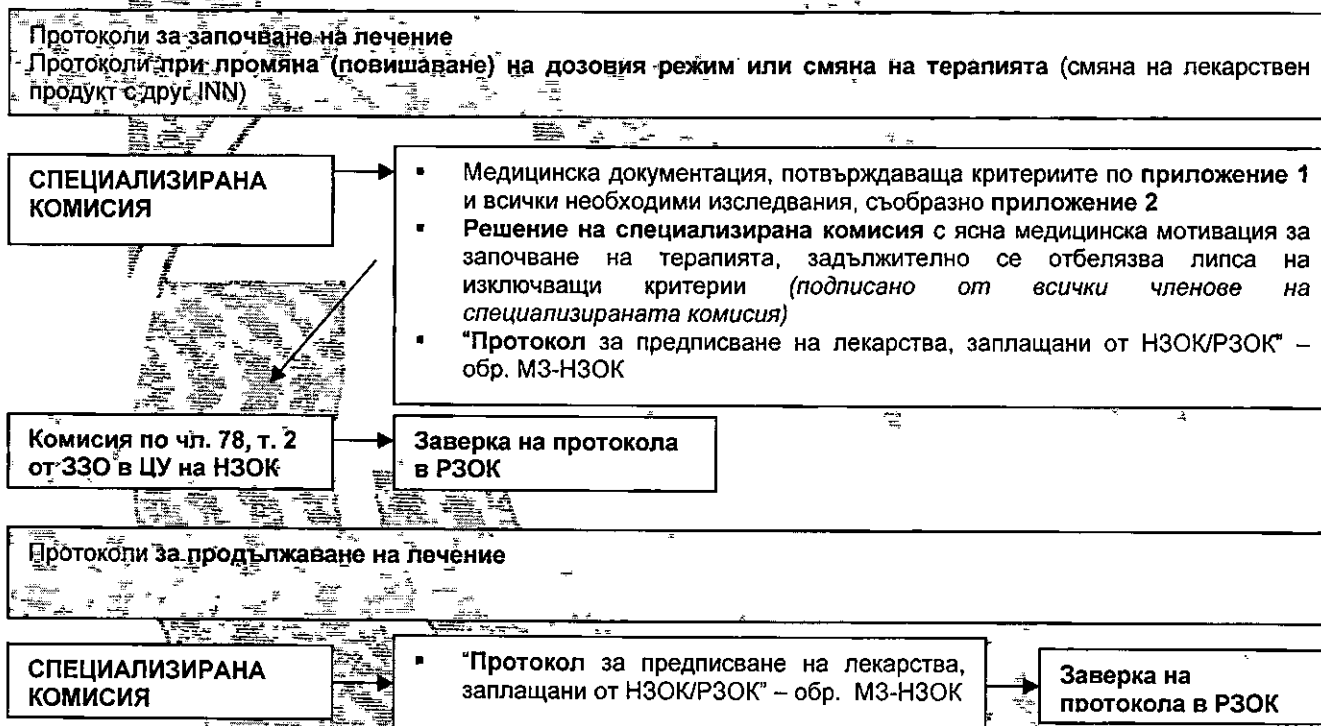 Протоколи за започване на лечение
Протоколи при промяна (повишаване) на дозовия режим или смяна на терапията (смяна на лекарствен
продукт с друг INN)
СПЕЦИАЛИЗИРАНА
КОМИСИЯ
▪ Медицинска документация, потвърждаваща критериите по приложение 1
и всички необходими изследвания, съобразно приложение 2
▪ Решение на специализирана комисия с ясна медицинска мотивация за
започване на терапията, задължително се отбелязва липса на
изключващи критерии (подписано от всички членове на
специализираната комисия)
▪ "Протокол за предписване на лекарства, заплащани от НЗОК/РЗОК" –
обр. МЗ-НЗОК
Комисия по чл. 78, т. 2
от ЗЗО в ЦУ на НЗОК
Заверка на протокола
в РЗОК
Протоколи за продължаване на лечение
СПЕЦИАЛИЗИРАНА
КОМИСИЯ
▪ "Протокол за предписване на лекарства,
заплащани от НЗОК/РЗОК" – обр. МЗ-НЗОК
Заверка на
протокола в РЗОК